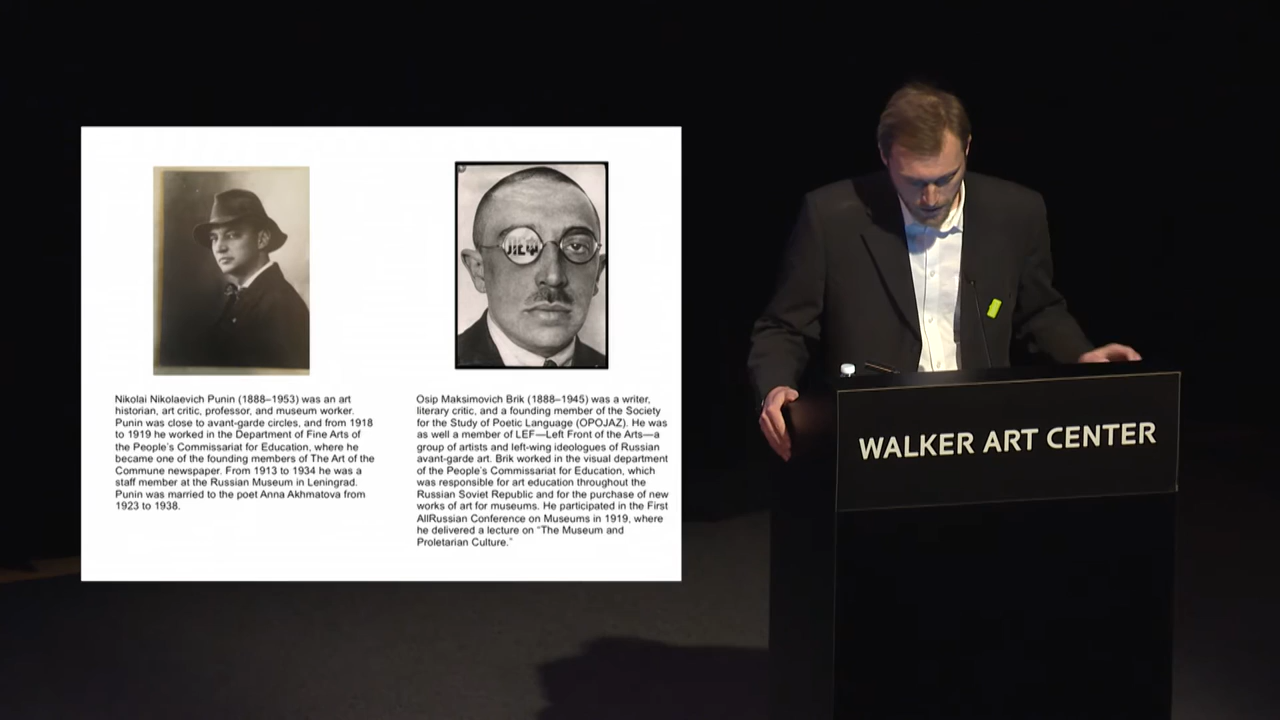 Nikolai Nikolaevich Punin (1888–1953) was an art
historian, art critic, professor, and museum worker.
Punin was close to avant-garde circles, and from 1918
to 1919 he worked in the Department of Fine Arts of
the People's Commissariat for Education, where he
became one of the founding members of The Art of the
Commune newspaper. From 1913 to 1934 he was a
staff member at the Russian Museum in Leningrad.
Punin was married to the poet Anna Akhmatova from
1923 to 1938.
ЛЕФ
Osip Maksimovich Brik (1888–1945) was a writer,
literary critic, and a founding member of the Society
for the Study of Poetic Language (OPOJAZ). He was
as well a member of LEF—Left Front of the Arts—a
group of artists and left-wing ideologues of Russian
avant-garde art. Brik worked in the visual department
of the People's Commissariat for Education, which
was responsible for art education throughout the
Russian Soviet Republic and for the purchase of new
works of art for museums. He participated in the First
AllRussian Conference on Museums in 1919, where
he delivered a lecture on "The Museum and
Proletarian Culture."
WALKER ART CENTER